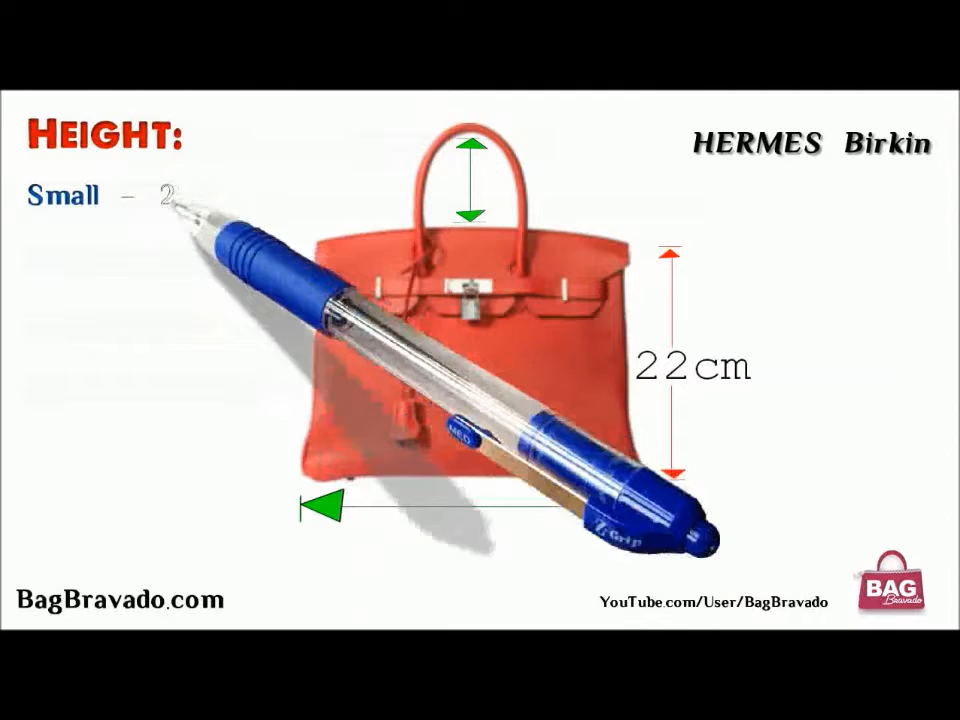 HEIGHT:
HERMES Birkin
Small - 2
22cm
MED
Z-Grip
BagBravado.com
YouTube.com/User/BagBravado
BAG
Bravado